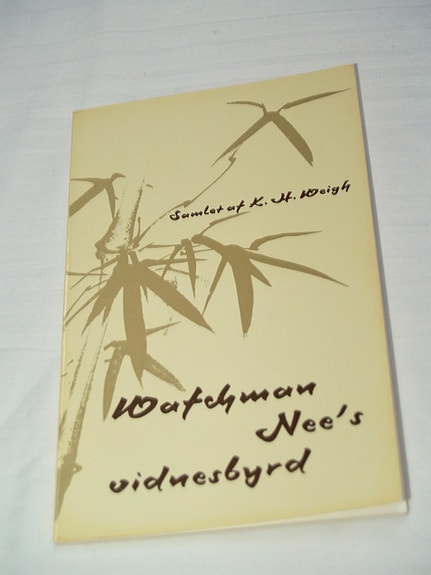 Samlet af K. H. Weigh
Watchman
Nee's
vidnesbyrd